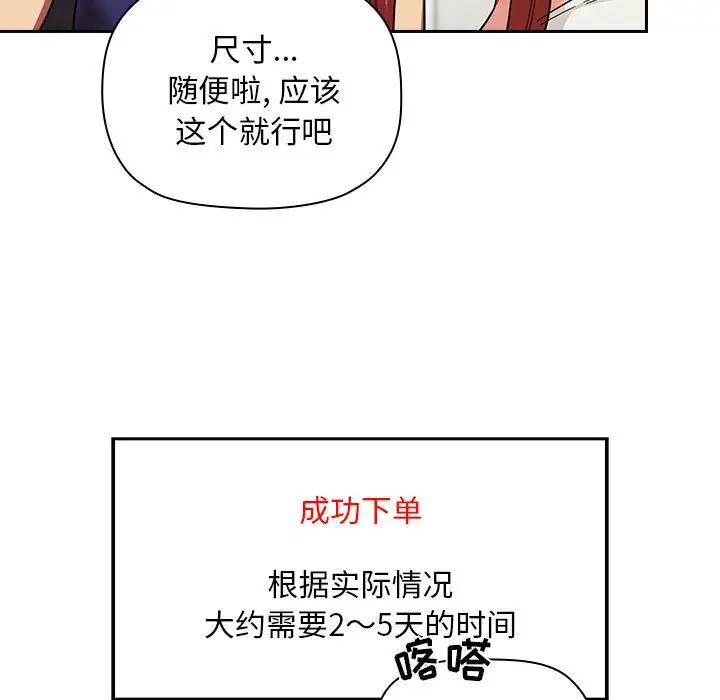 尺寸...
随便啦,应该
这个就行吧
成功下单
根据实际情况
大约需要2～5天的时间
喀嗒